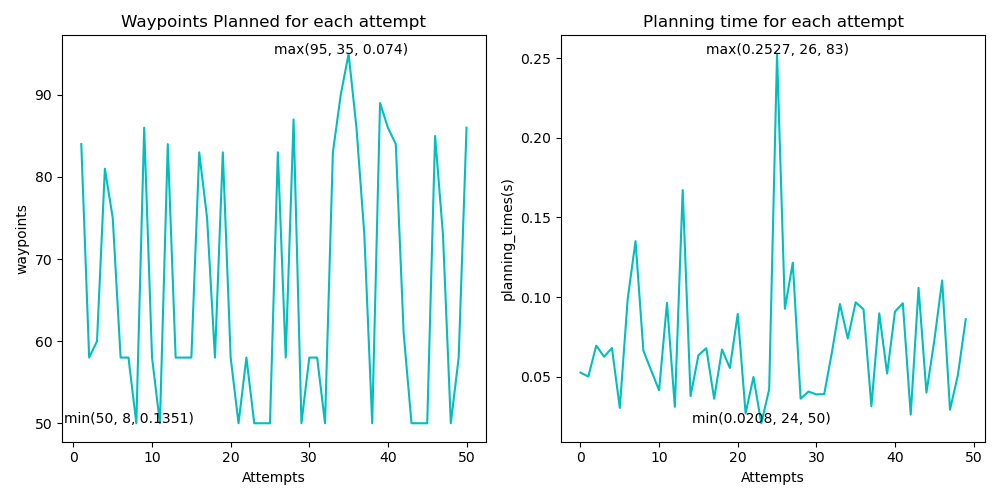 Waypoints Planned for each attempt
max(95, 35, 0.074)
90
80
70
60
50
waypoints
min(50, 8, 0.1351)
0
10
20
30
40
50
Attempts
Planning time for each attempt
max(0.2527, 26, 83)
0.25
0.20
0.15
0.10
0.05
planning_times(s)
min(0.0208, 24, 50)
0
10
20
30
40
50
Attempts